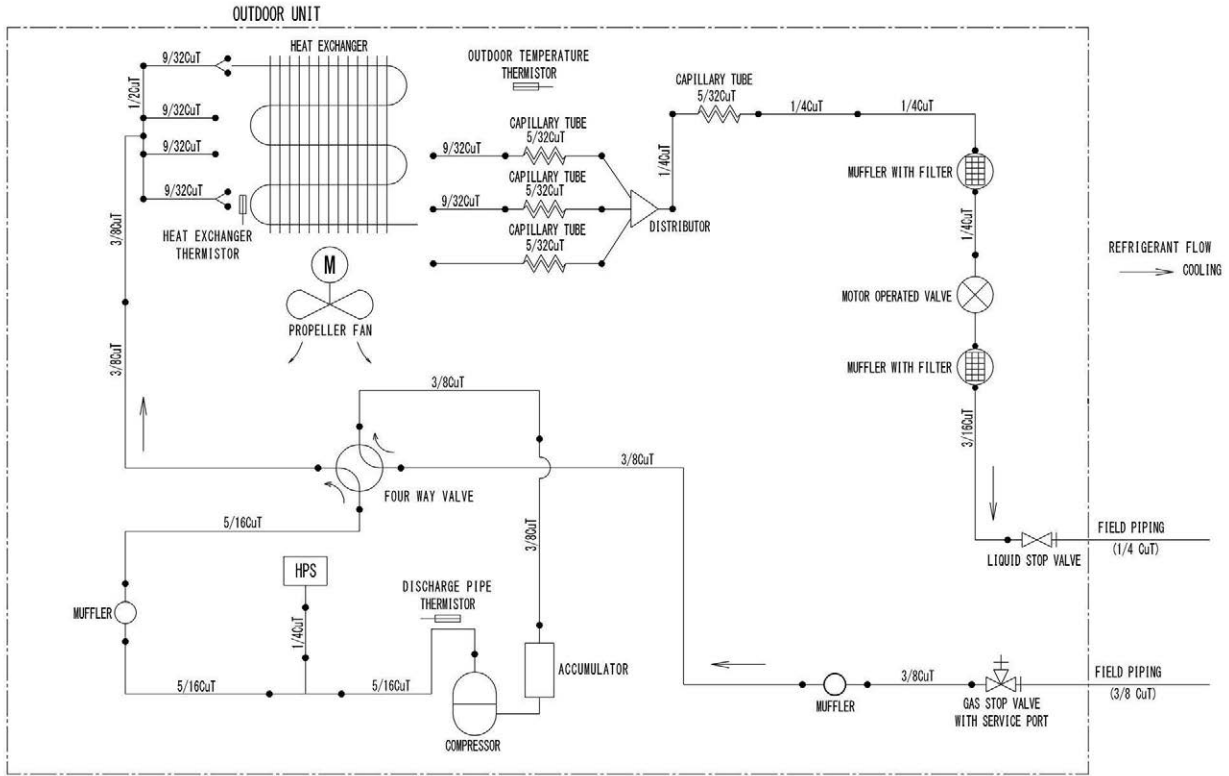 OUTDOOR UNIT
HEAT EXCHANGER
9/32CuT
1/2CuT
9/32CuT
9/32CuT
9/32CuT
HEAT EXCHANGER
THERMISTOR
OUTDOOR TEMPERATURE
THERMISTOR
CAPILLARY TUBE
5/32CuT
1/4CuT
1/4CuT
CAPILLARY TUBE
5/32CuT
9/32CuT
CAPILLARY TUBE
5/32CuT
9/32CuT
CAPILLARY TUBE
5/32CuT
1/4CuT
DISTRIBUTOR
MUFFLER WITH FILTER
1/4CuT
MOTOR OPERATED VALVE
MUFFLER WITH FILTER
3/16CuT
REFRIGERANT FLOW
COOLING
M
PROPELLER FAN
3/8CuT
3/8CuT
3/8CuT
3/8CuT
FOUR WAY VALVE
5/16CuT
3/8CuT
HPS
1/4CuT
MUFFLER
DISCHARGE PIPE
THERMISTOR
5/16CuT
5/16CuT
COMPRESSOR
ACCUMULATOR
LIQUID STOP VALVE
FIELD PIPING
(1/4 CuT)
MUFFLER
3/8CuT
GAS STOP VALVE
WITH SERVICE PORT
FIELD PIPING
(3/8 CuT)